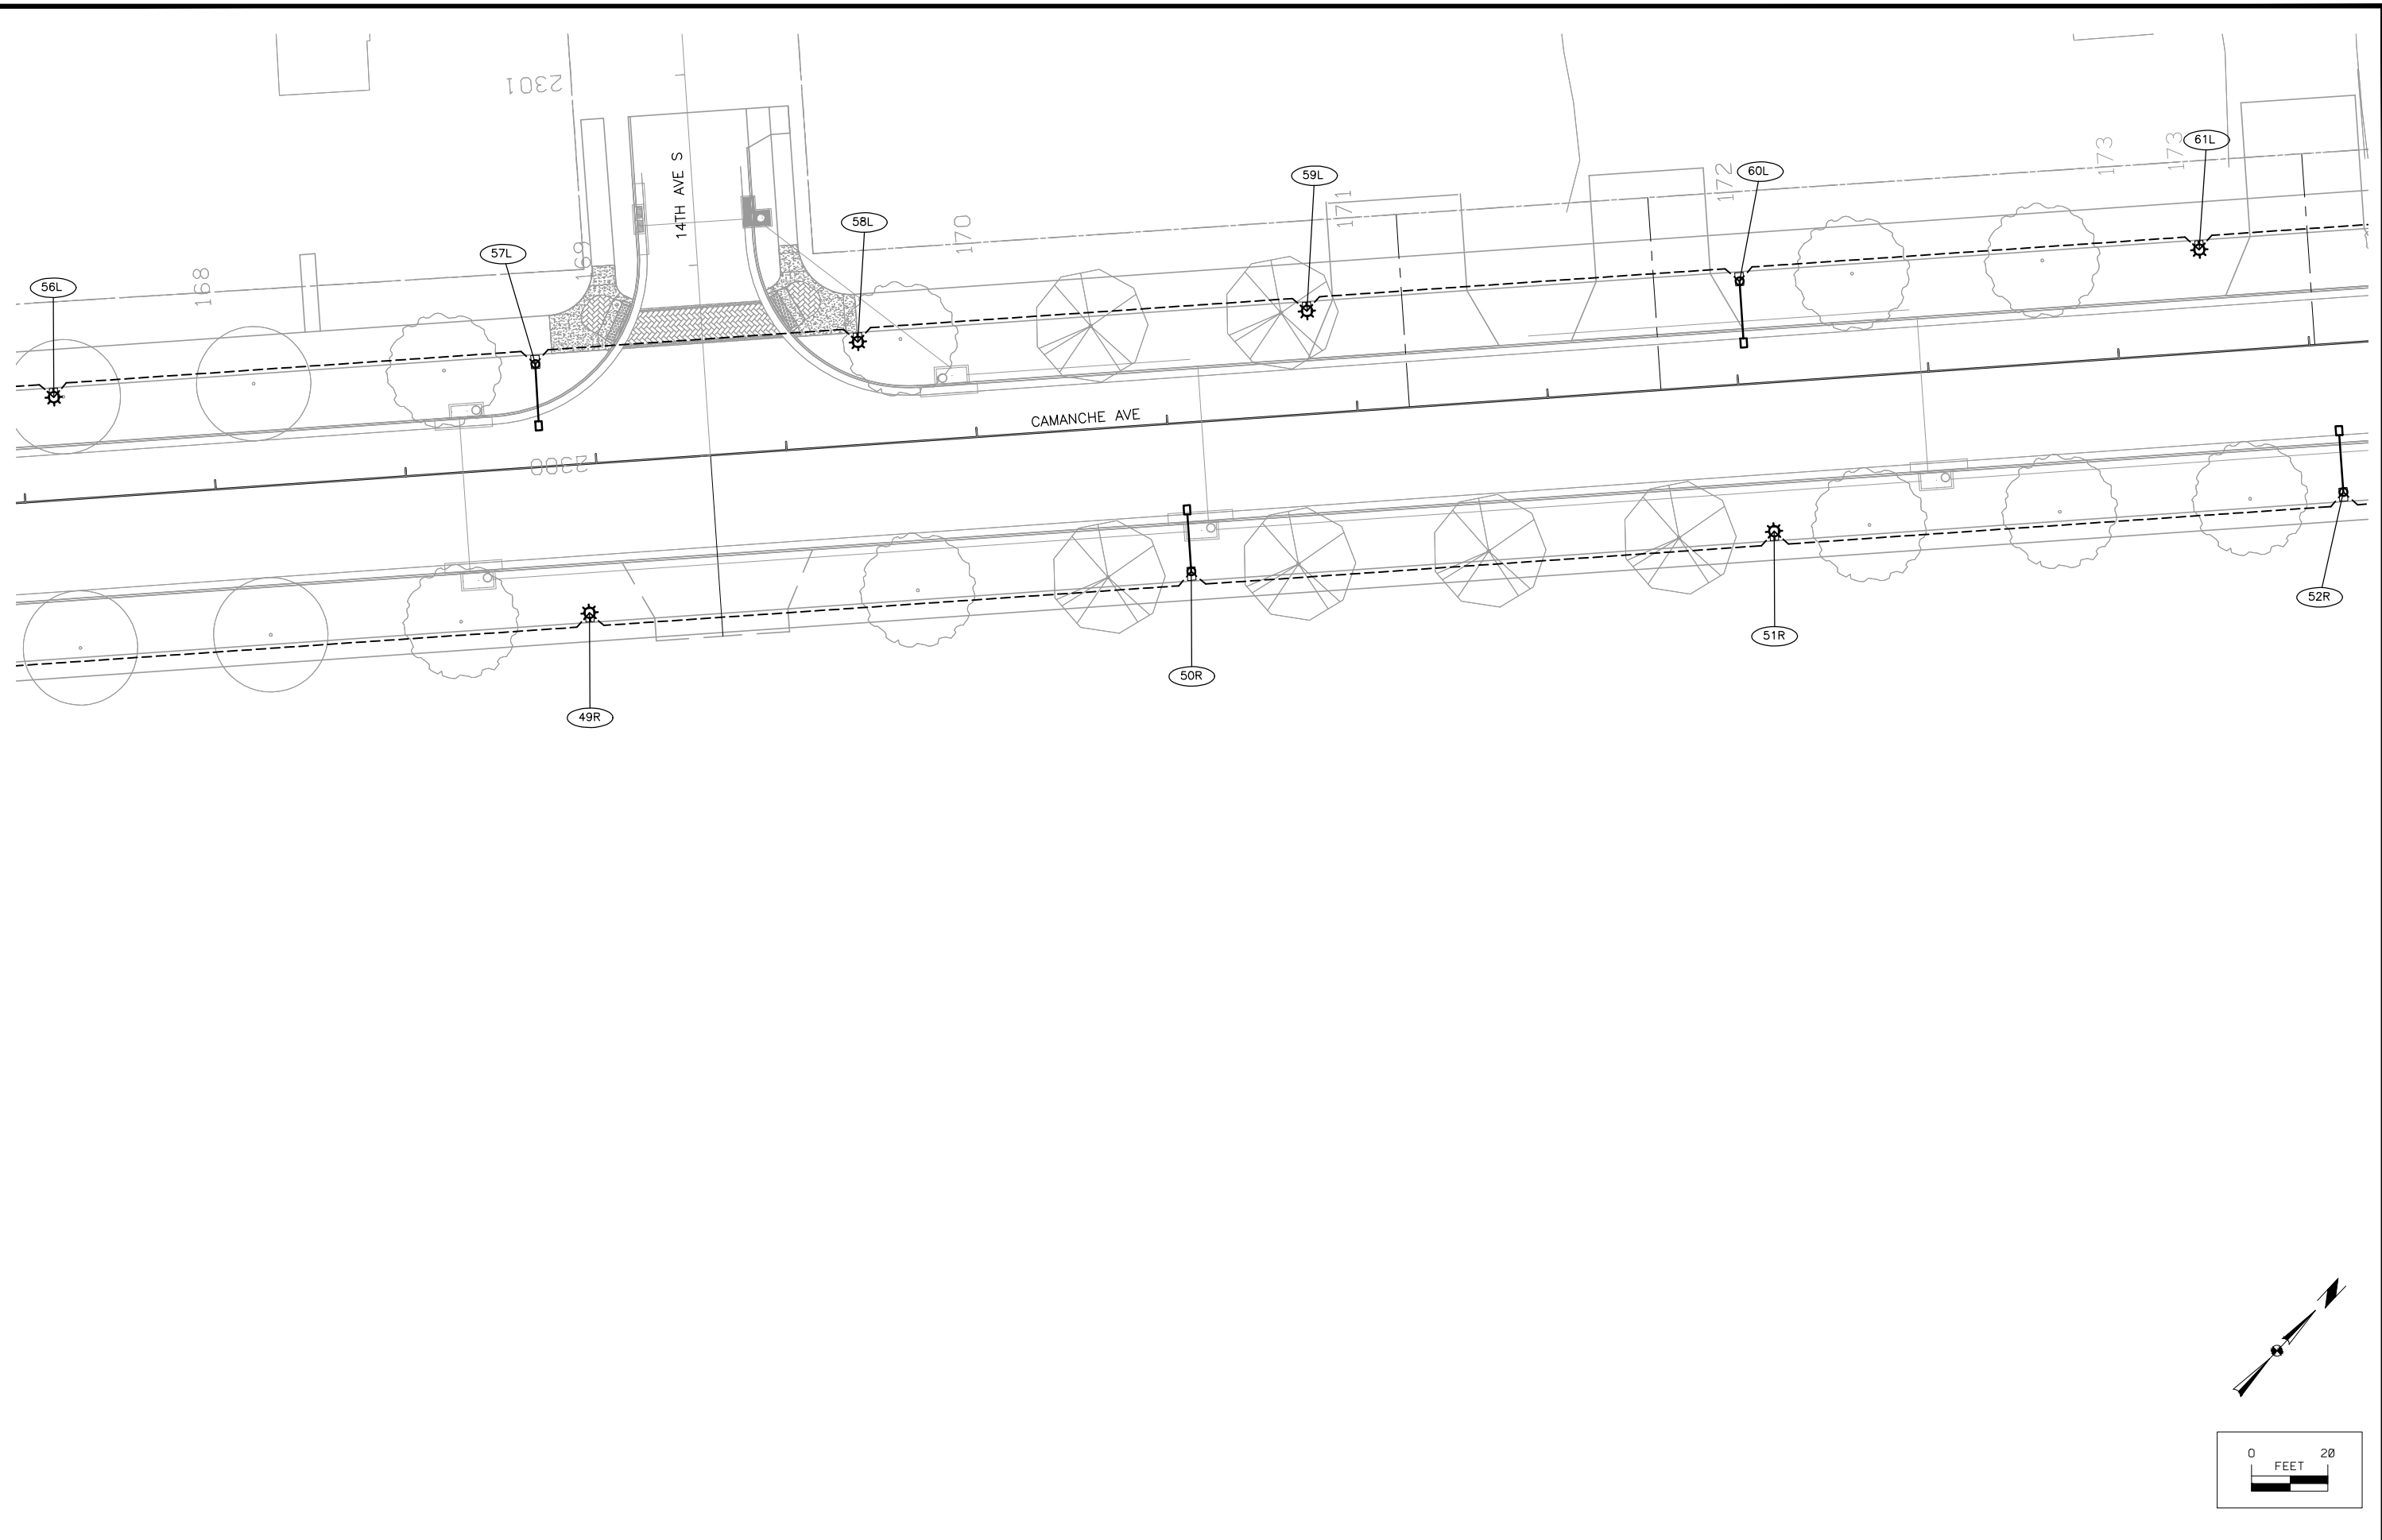 2301
14TH AVE S
61L
173
173
60L
172
59L
171
58L
170
57L
169
56L
168
CAMANCHE AVE
2300
52R
51R
50R
49R
N
0 20
FEET